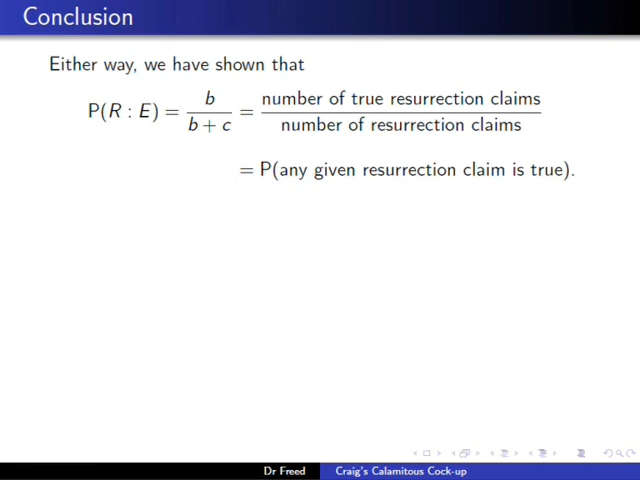 Conclusion
Either way, we have shown that
P(R : E) = b / b + c = number of true resurrection claims / number of resurrection claims
= P(any given resurrection claim is true).
Dr Freed Craig's Calamitous Cock-up